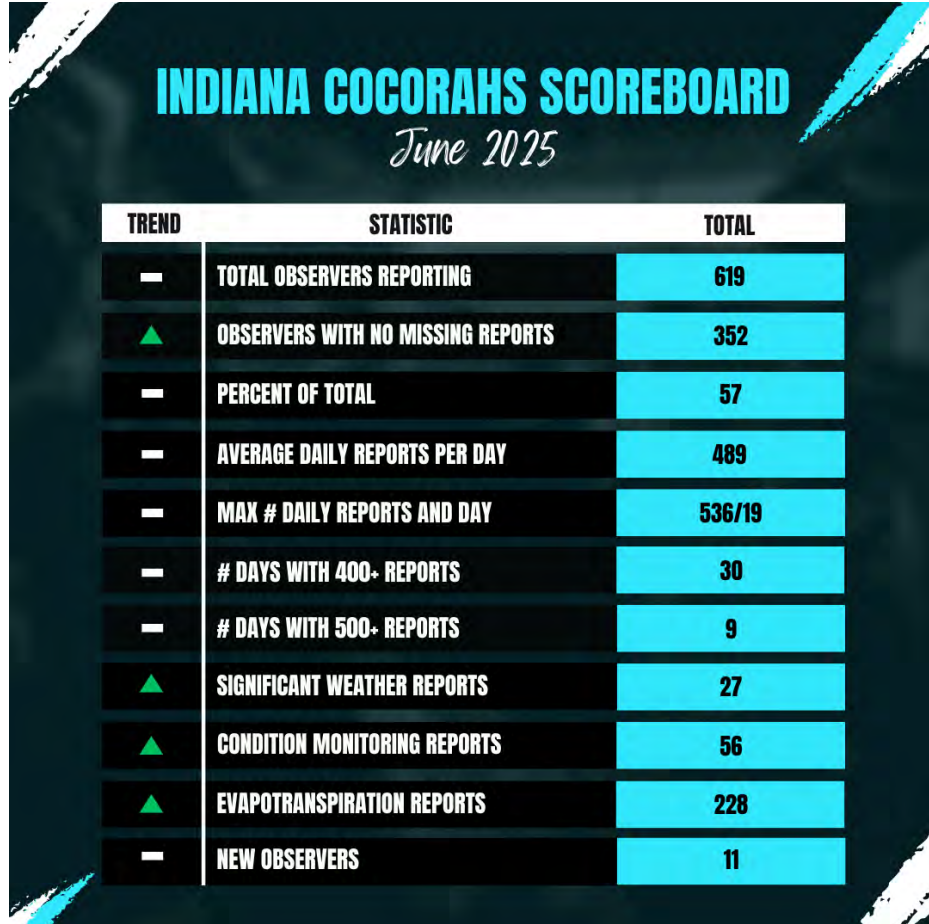 INDIANA COCORAHS SCOREBOARD
June 2025
TREND STATISTIC TOTAL
TOTAL OBSERVERS REPORTING 619
OBSERVERS WITH NO MISSING REPORTS 352
PERCENT OF TOTAL 57
AVERAGE DAILY REPORTS PER DAY 489
MAX # DAILY REPORTS AND DAY 536/19
# DAYS WITH 400+ REPORTS 30
# DAYS WITH 500+ REPORTS 9
SIGNIFICANT WEATHER REPORTS 27
CONDITION MONITORING REPORTS 56
EVAPOTRANSPIRATION REPORTS 228
NEW OBSERVERS 11